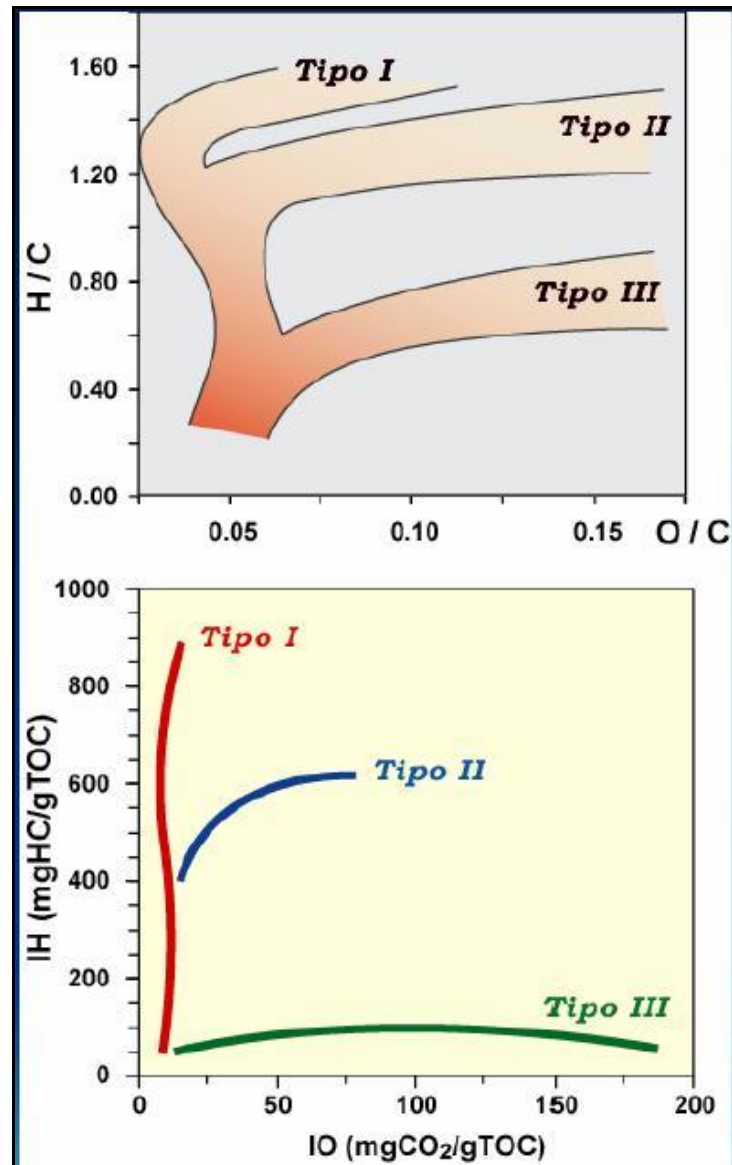 1.60
Tipo I
Tipo II
1.20
H / C
0.80
Tipo III
0.40
0.00
0.05
0.10
0.15
O / C
1000
Tipo I
800
Tipo II
600
IH (mgHC/gTOC)
400
200
Tipo III
0
0
50
100
150
200
IO (mgCO₂/gTOC)